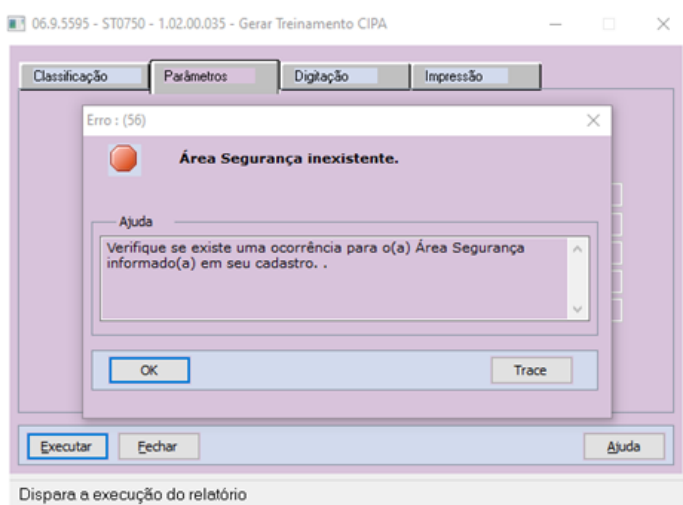 06.9.5595 - ST0750 - 1.02.00.035 - Gerar Treinamento CIPA
Classificação Parâmetros Digitação Impressão
Erro : (56)
Área Segurança inexistente.
Ajuda
Verifique se existe uma ocorrência para o(a) Área Segurança
informado(a) em seu cadastro. .
OK Trace
Executar Fechar Ajuda
Dispara a execução do relatório